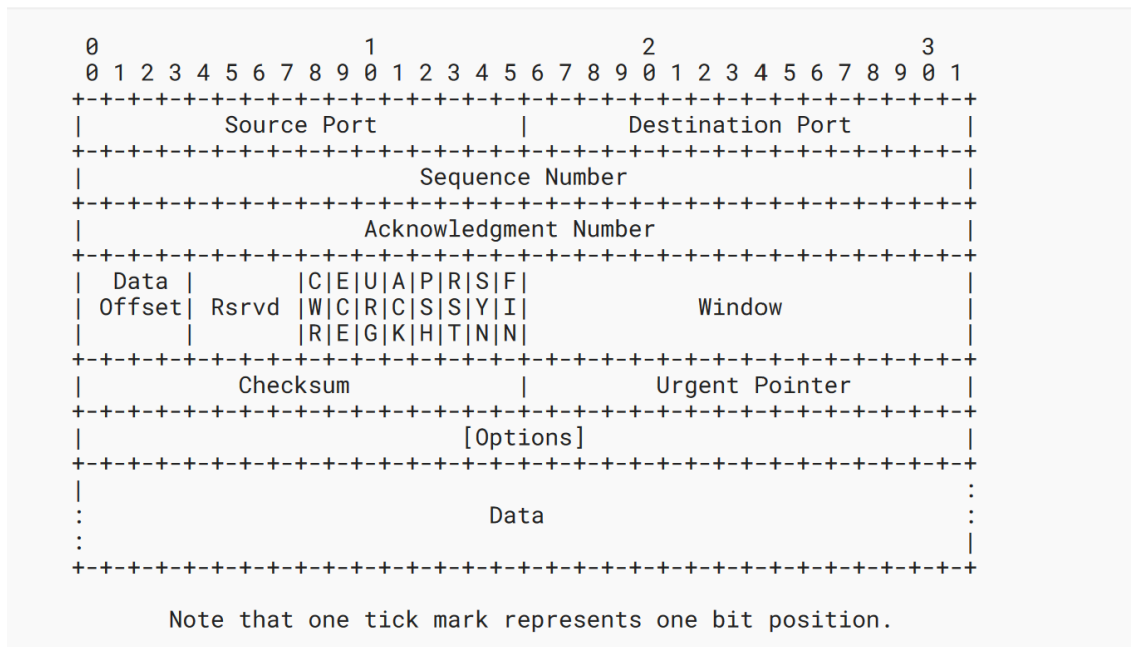 0                   1                   2                   3
 0 1 2 3 4 5 6 7 8 9 0 1 2 3 4 5 6 7 8 9 0 1 2 3 4 5 6 7 8 9 0 1
+-+-+-+-+-+-+-+-+-+-+-+-+-+-+-+-+-+-+-+-+-+-+-+-+-+-+-+-+-+-+-+-+
|          Source Port          |       Destination Port        |
+-+-+-+-+-+-+-+-+-+-+-+-+-+-+-+-+-+-+-+-+-+-+-+-+-+-+-+-+-+-+-+-+
|                        Sequence Number                        |
+-+-+-+-+-+-+-+-+-+-+-+-+-+-+-+-+-+-+-+-+-+-+-+-+-+-+-+-+-+-+-+-+
|                    Acknowledgment Number                      |
+-+-+-+-+-+-+-+-+-+-+-+-+-+-+-+-+-+-+-+-+-+-+-+-+-+-+-+-+-+-+-+-+
|  Data |       |C|E|U|A|P|R|S|F|                               |
| Offset| Rsrvd |W|C|R|C|S|S|Y|I|            Window             |
|       |       |R|E|G|K|H|T|N|N|                               |
+-+-+-+-+-+-+-+-+-+-+-+-+-+-+-+-+-+-+-+-+-+-+-+-+-+-+-+-+-+-+-+-+
|           Checksum            |         Urgent Pointer        |
+-+-+-+-+-+-+-+-+-+-+-+-+-+-+-+-+-+-+-+-+-+-+-+-+-+-+-+-+-+-+-+-+
|                           [Options]                           |
+-+-+-+-+-+-+-+-+-+-+-+-+-+-+-+-+-+-+-+-+-+-+-+-+-+-+-+-+-+-+-+-+
|                                                               :
:                             Data                              :
:                                                               |
+-+-+-+-+-+-+-+-+-+-+-+-+-+-+-+-+-+-+-+-+-+-+-+-+-+-+-+-+-+-+-+-+
Note that one tick mark represents one bit position.